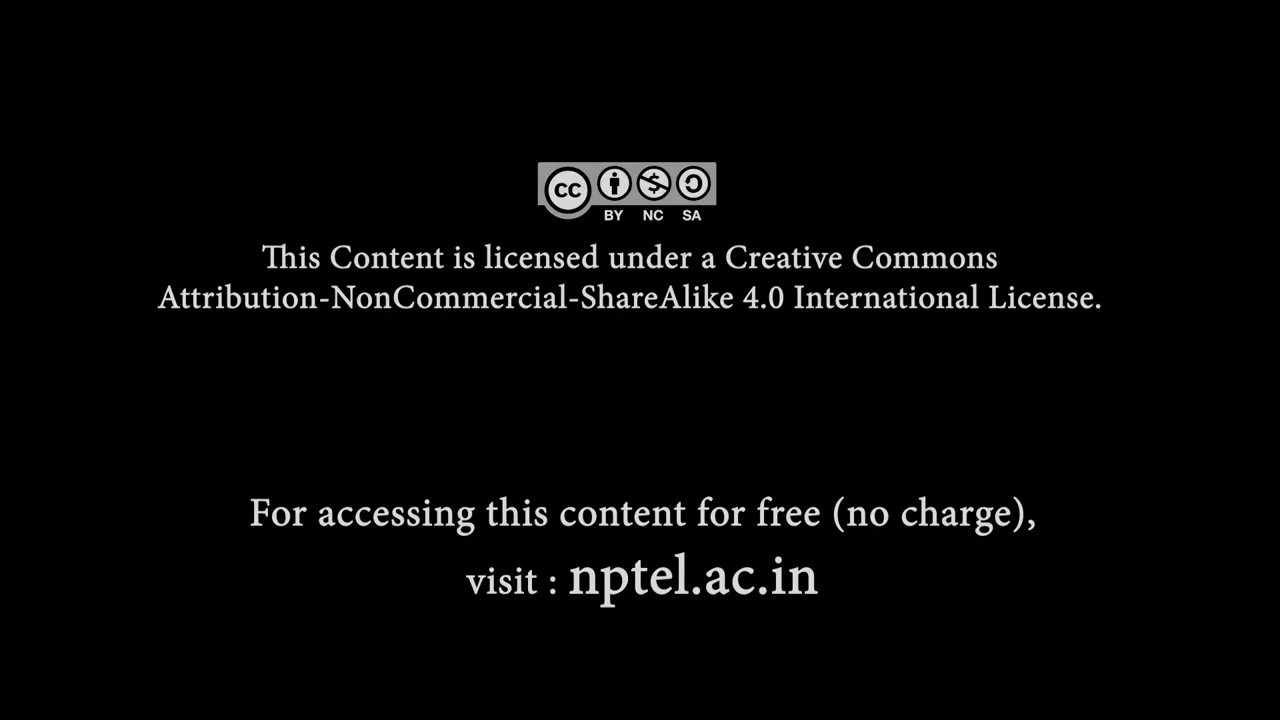 cc BY NC SA
This Content is licensed under a Creative Commons
Attribution-NonCommercial-ShareAlike 4.0 International License.
For accessing this content for free (no charge),
visit : nptel.ac.in